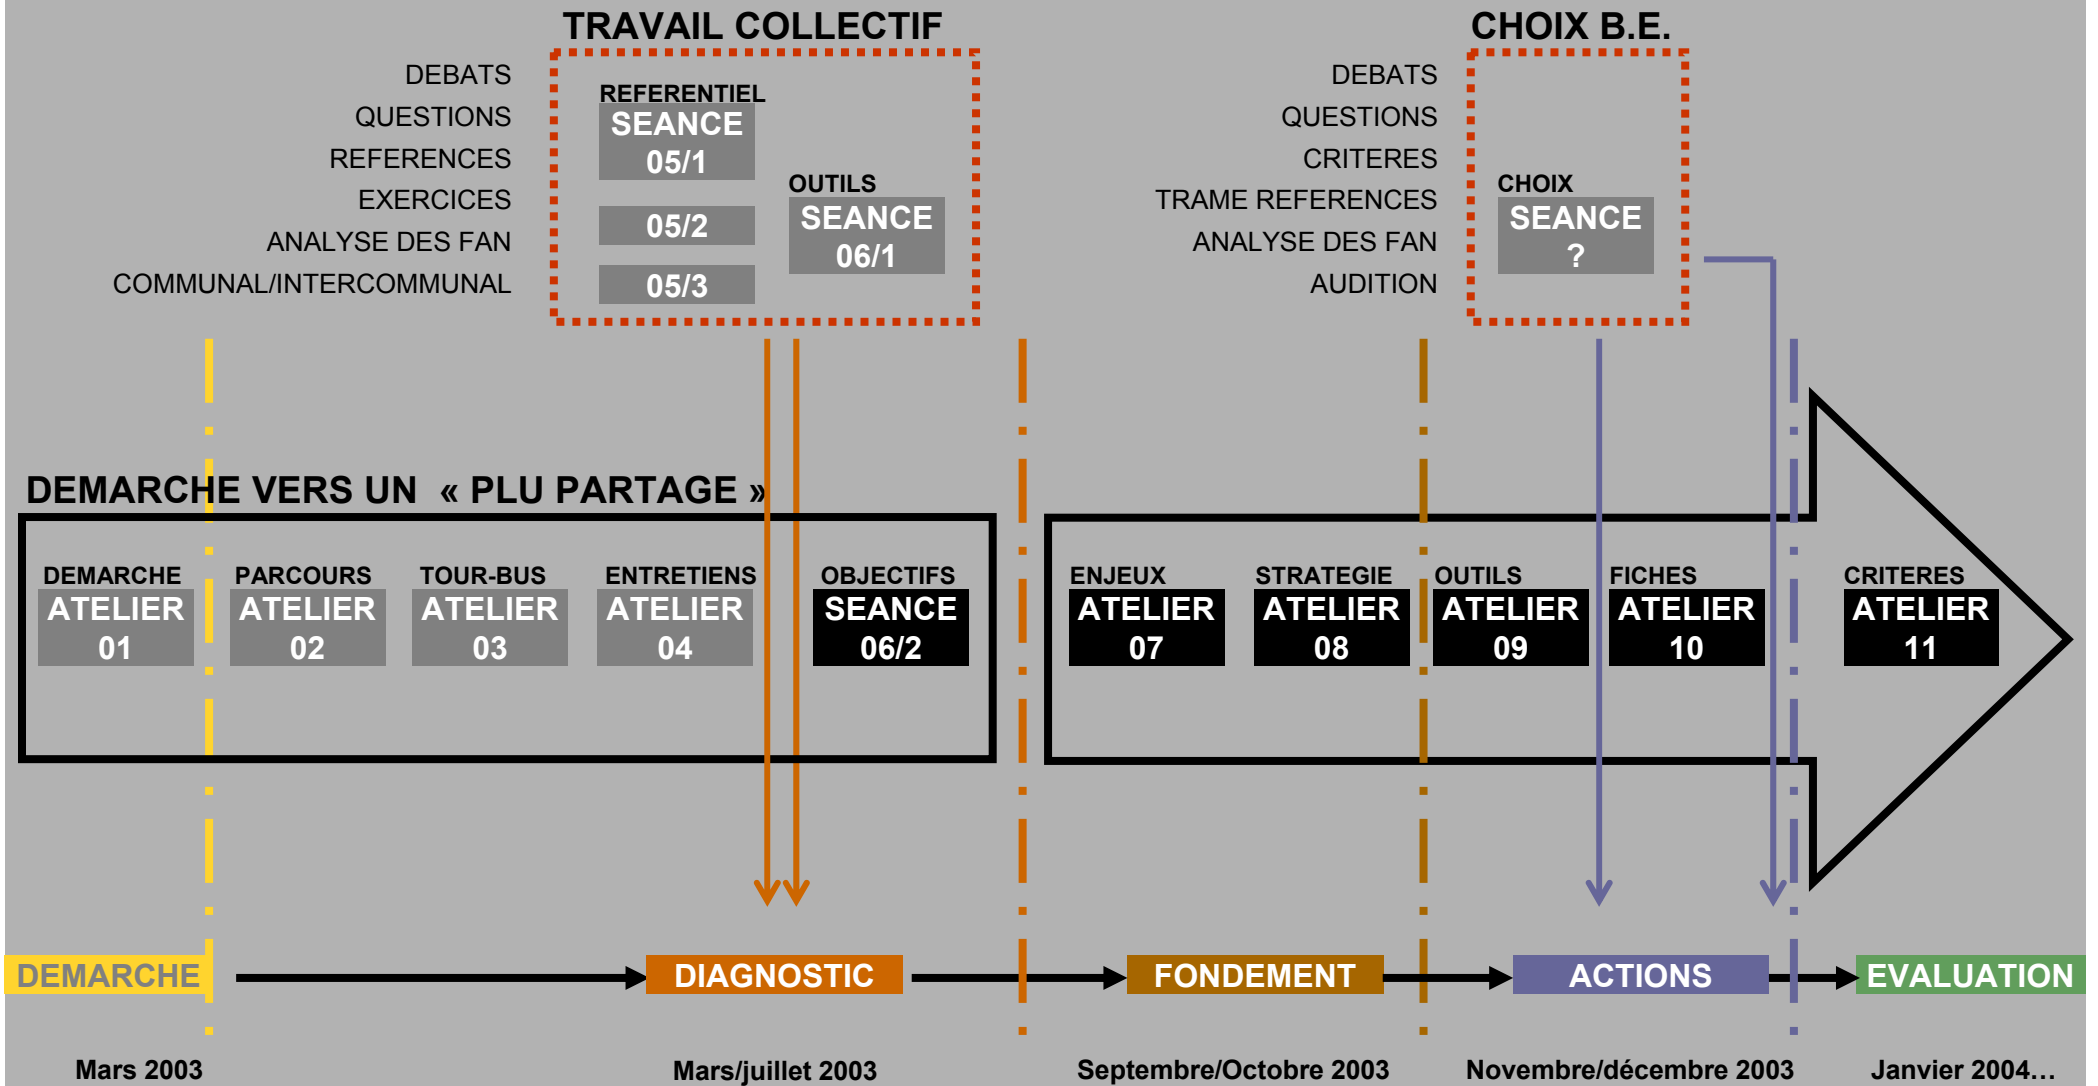 TRAVAIL COLLECTIF
DEBATS
QUESTIONS
REFERENCES
EXERCICES
ANALYSE DES FAN
COMMUNAL/INTERCOMMUNAL
REFERENTIEL
SEANCE
05/1
05/2
05/3
OUTILS
SEANCE
06/1
CHOIX B.E.
DEBATS
QUESTIONS
CRITERES
TRAME REFERENCES
ANALYSE DES FAN
AUDITION
CHOIX
SEANCE
?
DEMARCHE VERS UN « PLU PARTAGE »
DEMARCHE
ATELIER
01
PARCOURS
ATELIER
02
TOUR-BUS
ATELIER
03
ENTRETIENS
ATELIER
04
OBJECTIFS
SEANCE
06/2
ENJEUX
ATELIER
07
STRATEGIE
ATELIER
08
OUTILS
ATELIER
09
FICHES
ATELIER
10
CRITERES
ATELIER
11
DEMARCHE
DIAGNOSTIC
FONDEMENT
ACTIONS
EVALUATION
Mars 2003
Mars/juillet 2003
Septembre/Octobre 2003
Novembre/décembre 2003
Janvier 2004…